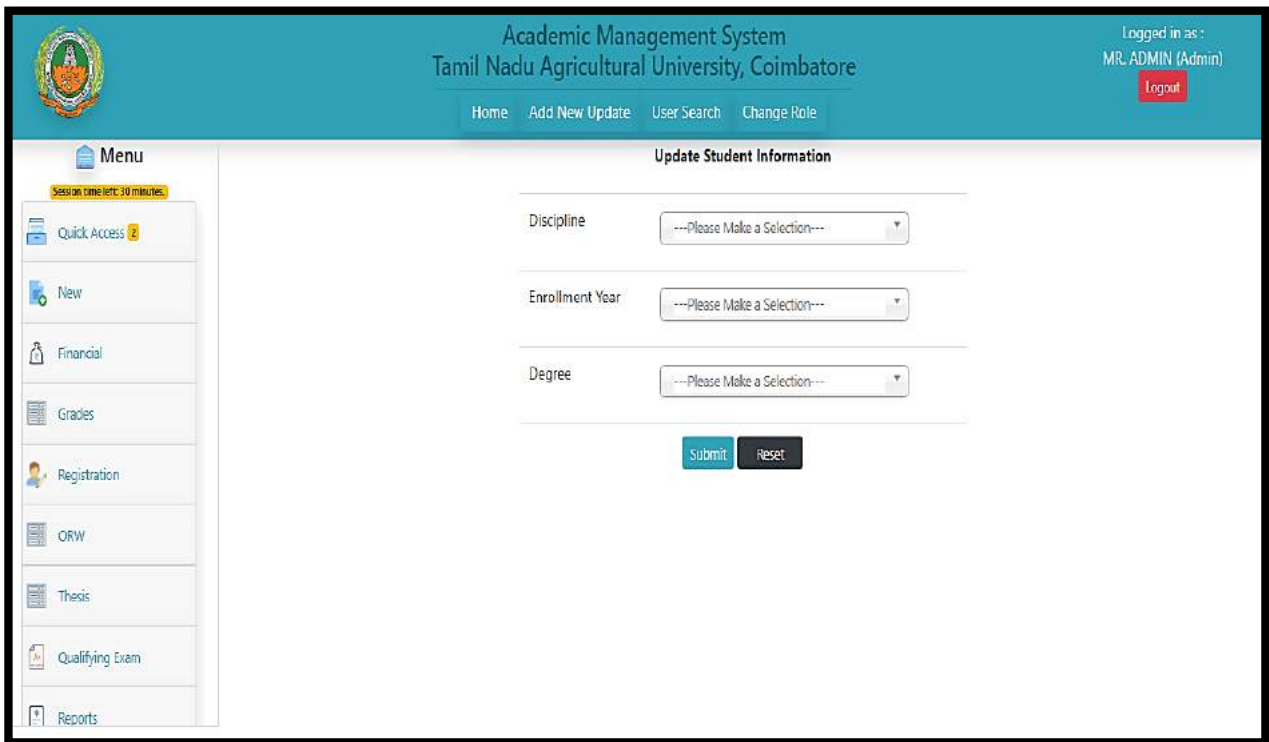 Academic Management System
Tamil Nadu Agricultural University, Coimbatore
Home Add New Update User Search Change Role
Logged in as :
MR. ADMIN (Admin)
Logout
Menu
Session time left: 30 minutes.
Quick Access 2
New
Financial
Grades
Registration
ORW
Thesis
Qualifying Exam
Reports
Update Student Information
Discipline ---Please Make a Selection---
Enrollment Year ---Please Make a Selection---
Degree ---Please Make a Selection---
Submit Reset